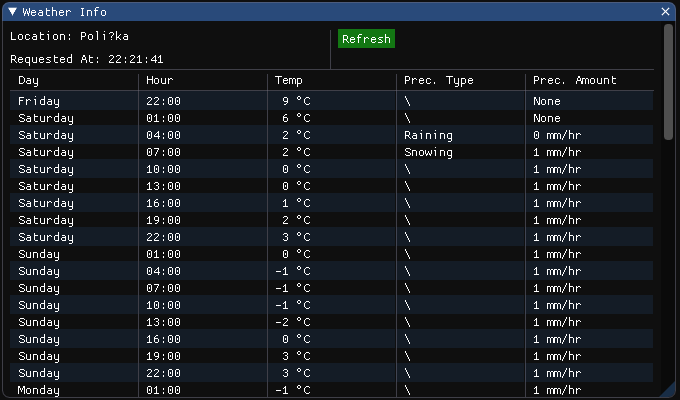 Weather Info
Location: Poli?ka
Refresh
Requested At: 22:21:41
Day Hour Temp Prec. Type Prec. Amount
Friday 22:00 9 °C \ None
Saturday 01:00 6 °C \ None
Saturday 04:00 2 °C Raining 0 mm/hr
Saturday 07:00 2 °C Snowing 1 mm/hr
Saturday 10:00 0 °C \ 1 mm/hr
Saturday 13:00 0 °C \ 1 mm/hr
Saturday 16:00 1 °C \ 1 mm/hr
Saturday 19:00 2 °C \ 1 mm/hr
Saturday 22:00 3 °C \ 1 mm/hr
Sunday 01:00 0 °C \ 1 mm/hr
Sunday 04:00 -1 °C \ 1 mm/hr
Sunday 07:00 -1 °C \ 1 mm/hr
Sunday 10:00 -1 °C \ 1 mm/hr
Sunday 13:00 -2 °C \ 1 mm/hr
Sunday 16:00 0 °C \ 1 mm/hr
Sunday 19:00 3 °C \ 1 mm/hr
Sunday 22:00 3 °C \ 1 mm/hr
Monday 01:00 -1 °C \ 1 mm/hr